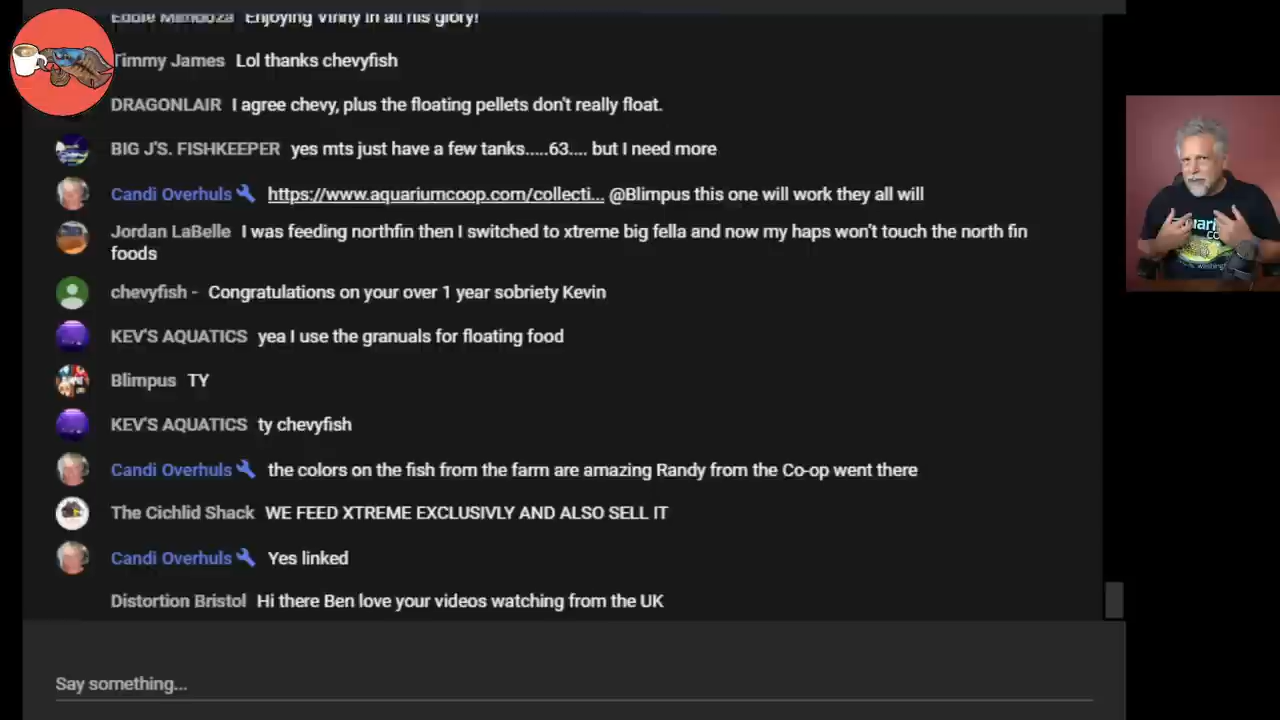 Eddie Mendoza Enjoying Vinny in all his glory!
Timmy James Lol thanks chevyfish
DRAGONLAIR I agree chevy, plus the floating pellets don't really float.
BIG J'S. FISHKEEPER yes mts just have a few tanks.....63.... but I need more
Candi Overhuls https://www.aquariumcoop.com/collecti... @Blimpus this one will work they all will
Jordan LaBelle I was feeding northfin then I switched to xtreme big fella and now my haps won't touch the north fin
foods
chevyfish - Congratulations on your over 1 year sobriety Kevin
KEV'S AQUATICS yea I use the granuals for floating food
Blimpus TY
KEV'S AQUATICS ty chevyfish
Candi Overhuls the colors on the fish from the farm are amazing Randy from the Co-op went there
The Cichlid Shack WE FEED XTREME EXCLUSIVLY AND ALSO SELL IT
Candi Overhuls Yes linked
Distortion Bristol Hi there Ben love your videos watching from the UK
Say something...